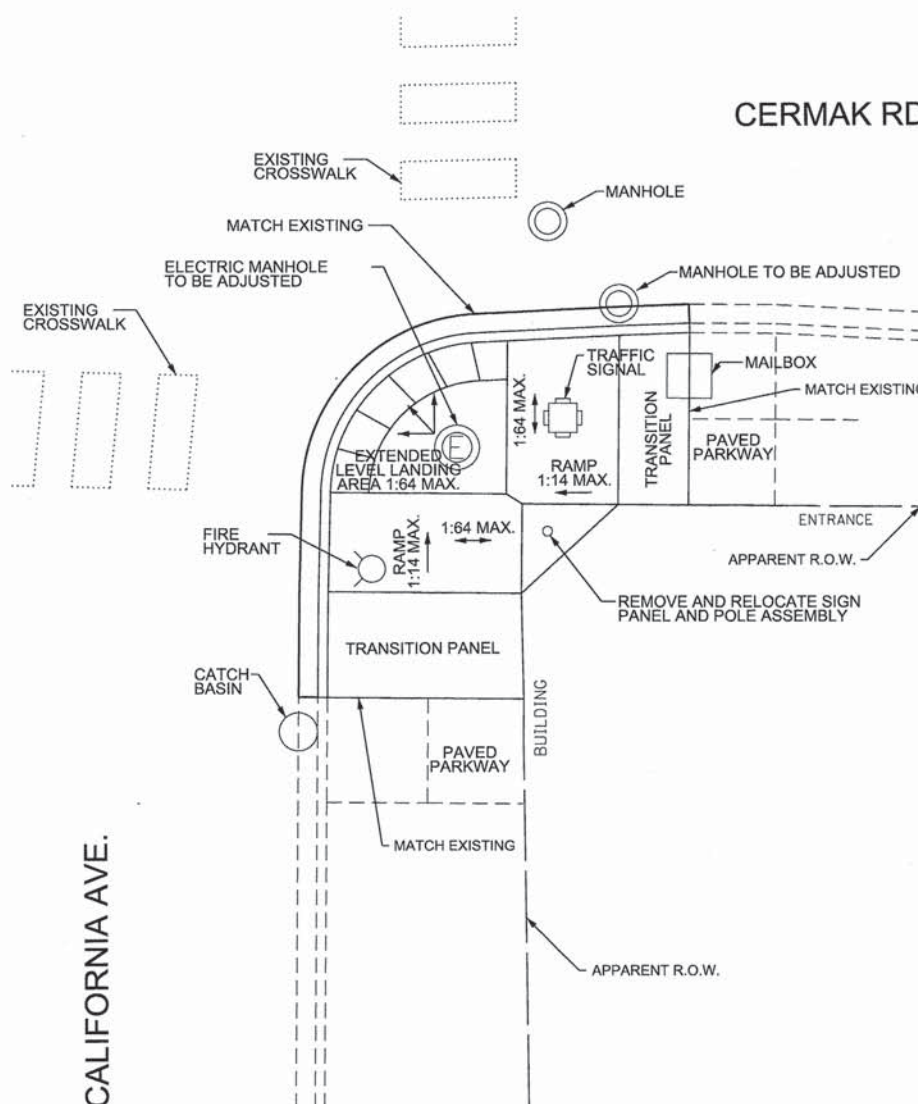 CERMAK RD
EXISTING
CROSSWALK
MANHOLE
MATCH EXISTING
ELECTRIC MANHOLE
TO BE ADJUSTED
MANHOLE TO BE ADJUSTED
EXISTING
CROSSWALK
TRAFFIC
SIGNAL
MAILBOX
MATCH EXISTING
1:64 MAX.
TRANSITION
PANEL
PAVED
PARKWAY
E
EXTENDED
LEVEL LANDING
AREA 1:64 MAX.
RAMP
1:14 MAX.
ENTRANCE
APPARENT R.O.W.
FIRE
HYDRANT
RAMP
1:14 MAX.
1:64 MAX.
REMOVE AND RELOCATE SIGN
PANEL AND POLE ASSEMBLY
TRANSITION PANEL
CATCH
BASIN
BUILDING
PAVED
PARKWAY
MATCH EXISTING
CALIFORNIA AVE.
APPARENT R.O.W.